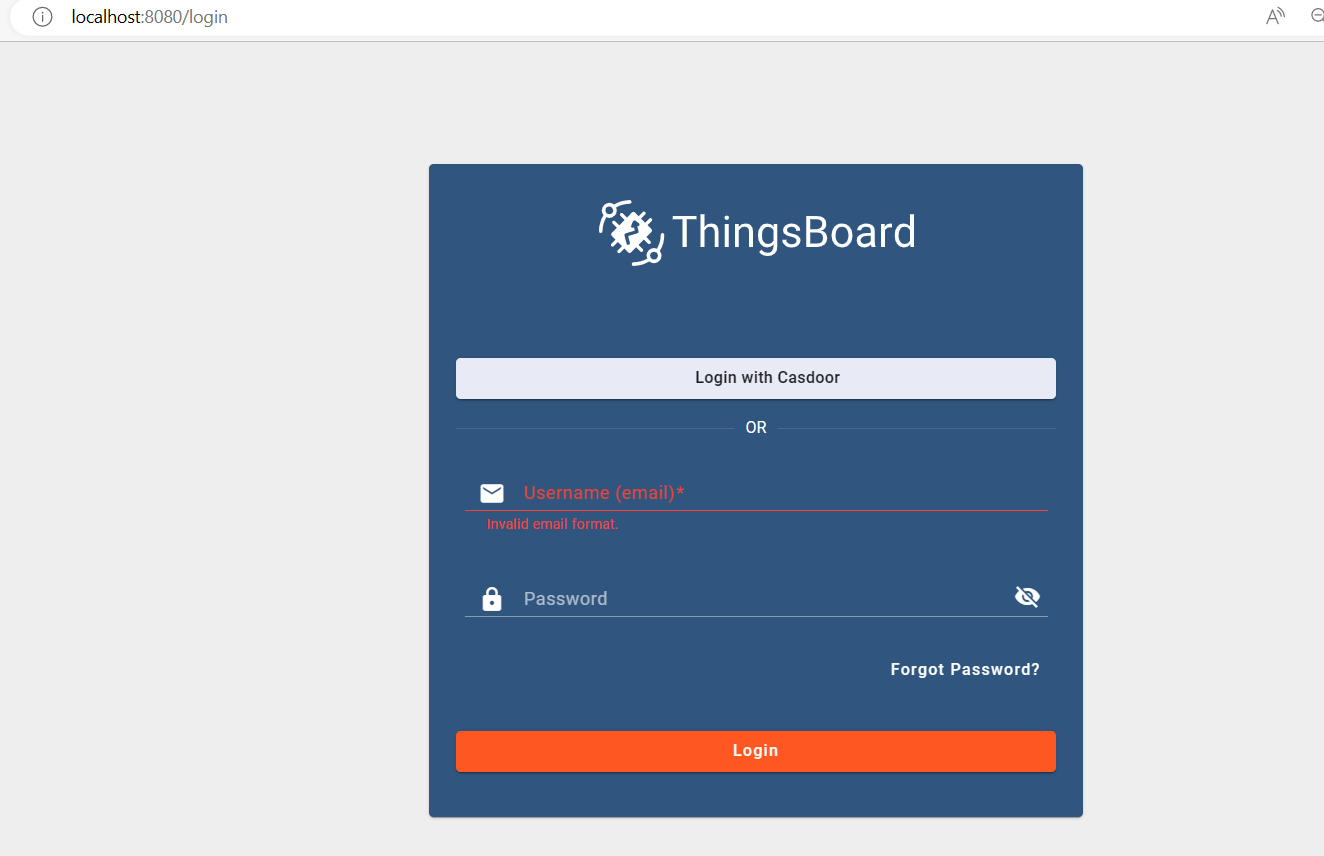 localhost:8080/login
ThingsBoard
Login with Casdoor
OR
Username (email)*
Invalid email format.
Password
Forgot Password?
Login